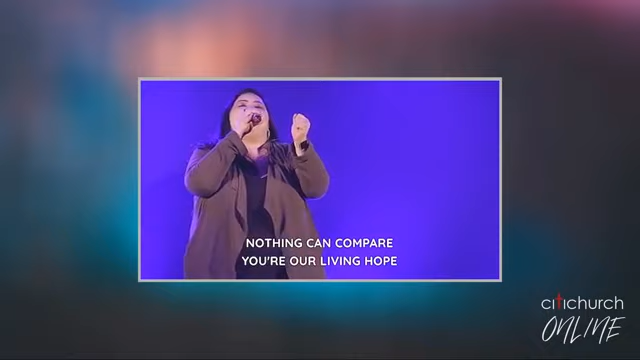 NOTHING CAN COMPARE
YOU'RE OUR LIVING HOPE
citichurch
ONLINE